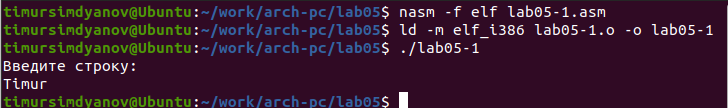 timursimdyanov@Ubuntu:~/work/arch-pc/lab05$ nasm -f elf lab05-1.asm
timursimdyanov@Ubuntu:~/work/arch-pc/lab05$ ld -m elf_i386 lab05-1.o -o lab05-1
timursimdyanov@Ubuntu:~/work/arch-pc/lab05$ ./lab05-1
Введите строку:
Timur
timursimdyanov@Ubuntu:~/work/arch-pc/lab05$